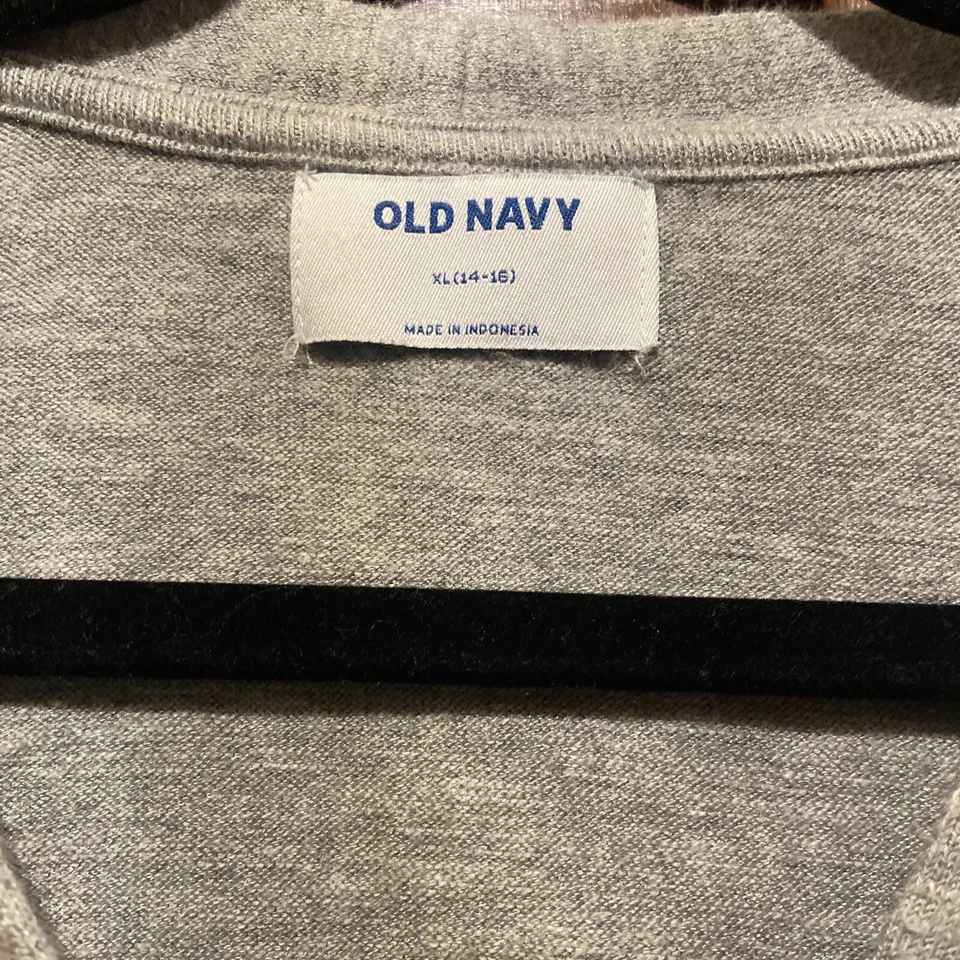 OLD NAVY
XL (14-16)
MADE IN INDONESIA